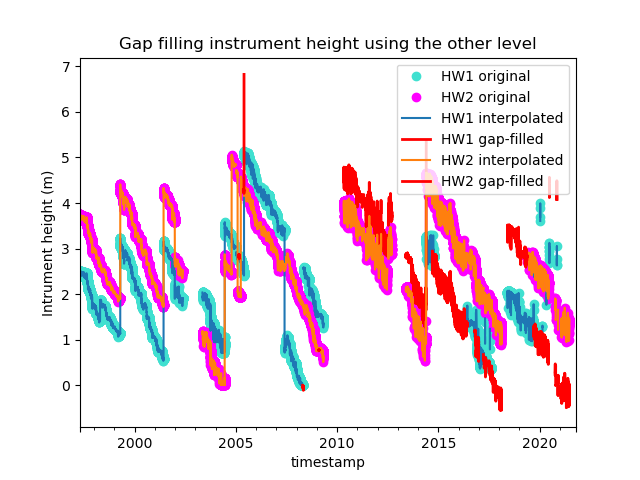 Gap filling instrument height using the other level
HW1 original
HW2 original
HW1 interpolated
HW1 gap-filled
HW2 interpolated
HW2 gap-filled
7
6
5
4
3
2
1
0
Intrument height (m)
2000
2005
2010
2015
2020
timestamp